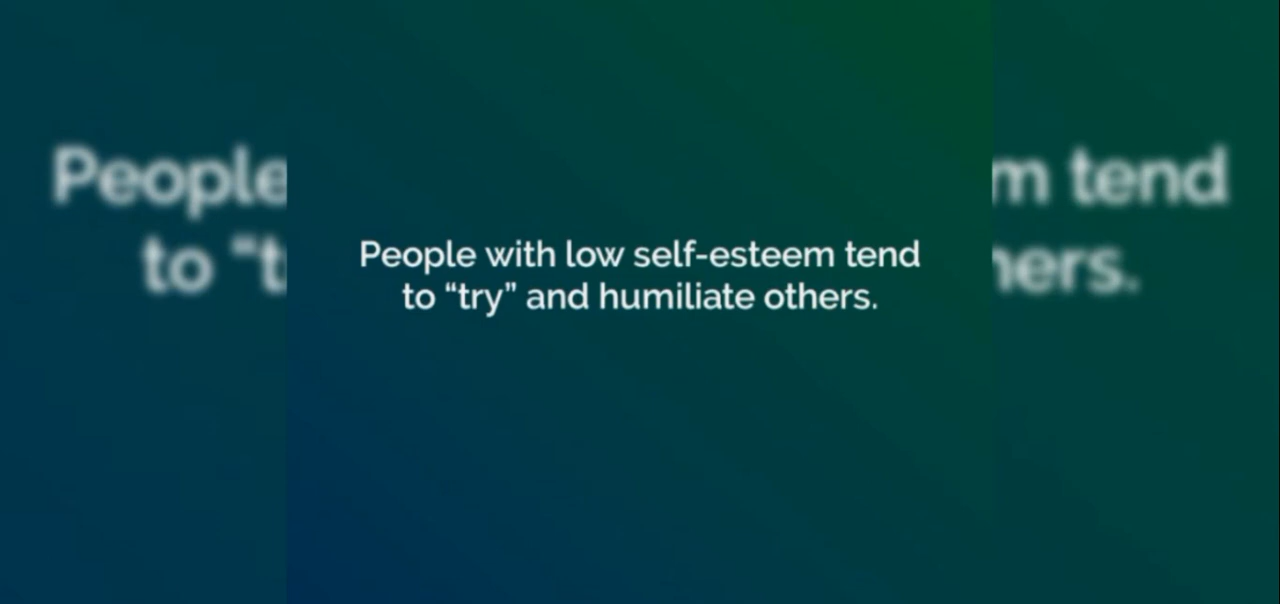 People with low self-esteem tend
to “try” and humiliate others.